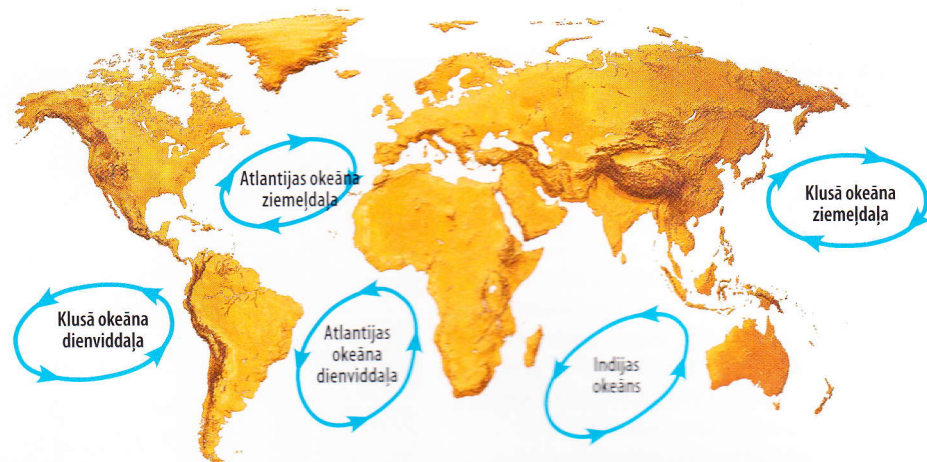 Atlantijas okeāna
ziemeļdaļa
Klusā okeāna
ziemeļdaļa
Klusā okeāna
dienviddaļa
Atlantijas
okeāna
dienviddaļa
Indijas
okeāns